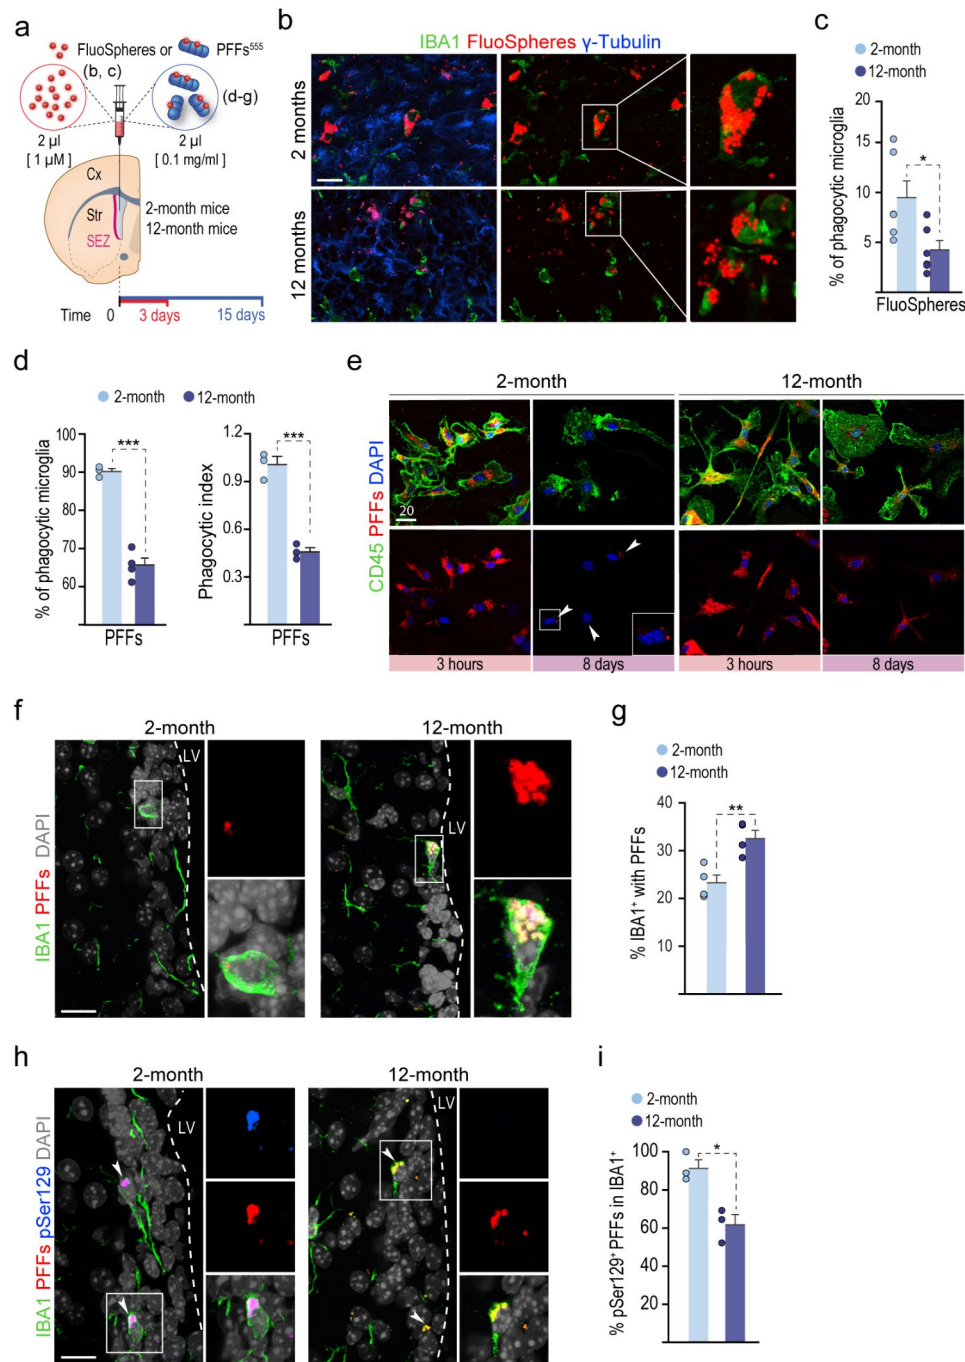 a
FluoSpheres or PFFs⁵⁵⁵
(b, c)
(d-g)
2 µl
[ 1 µM ]
2 µl
[ 0.1 mg/ml ]
Cx
Str
SEZ
2-month mice
12-month mice
Time 0 3 days 15 days
b
IBA1 FluoSpheres γ-Tubulin
2 months
12 months
c
2-month
12-month
% of phagocytic microglia
20
15
10
5
*
FluoSpheres
d
2-month 12-month
% of phagocytic microglia
100
90
80
70
60
***
PFFs
Phagocytic index
1.2
0.9
0.6
0.3
***
PFFs
e
2-month 12-month
CD45 PFFs DAPI
20
3 hours 8 days 3 hours 8 days
f
2-month 12-month
IBA1 PFFs DAPI
LV
LV
g
2-month
12-month
% IBA1⁺ with PFFs
40
30
20
10
**
h
2-month 12-month
IBA1 PFFs pSer129 DAPI
LV
LV
i
2-month
12-month
% pSer129⁺ PFFs in IBA1⁺
100
80
60
40
20
*